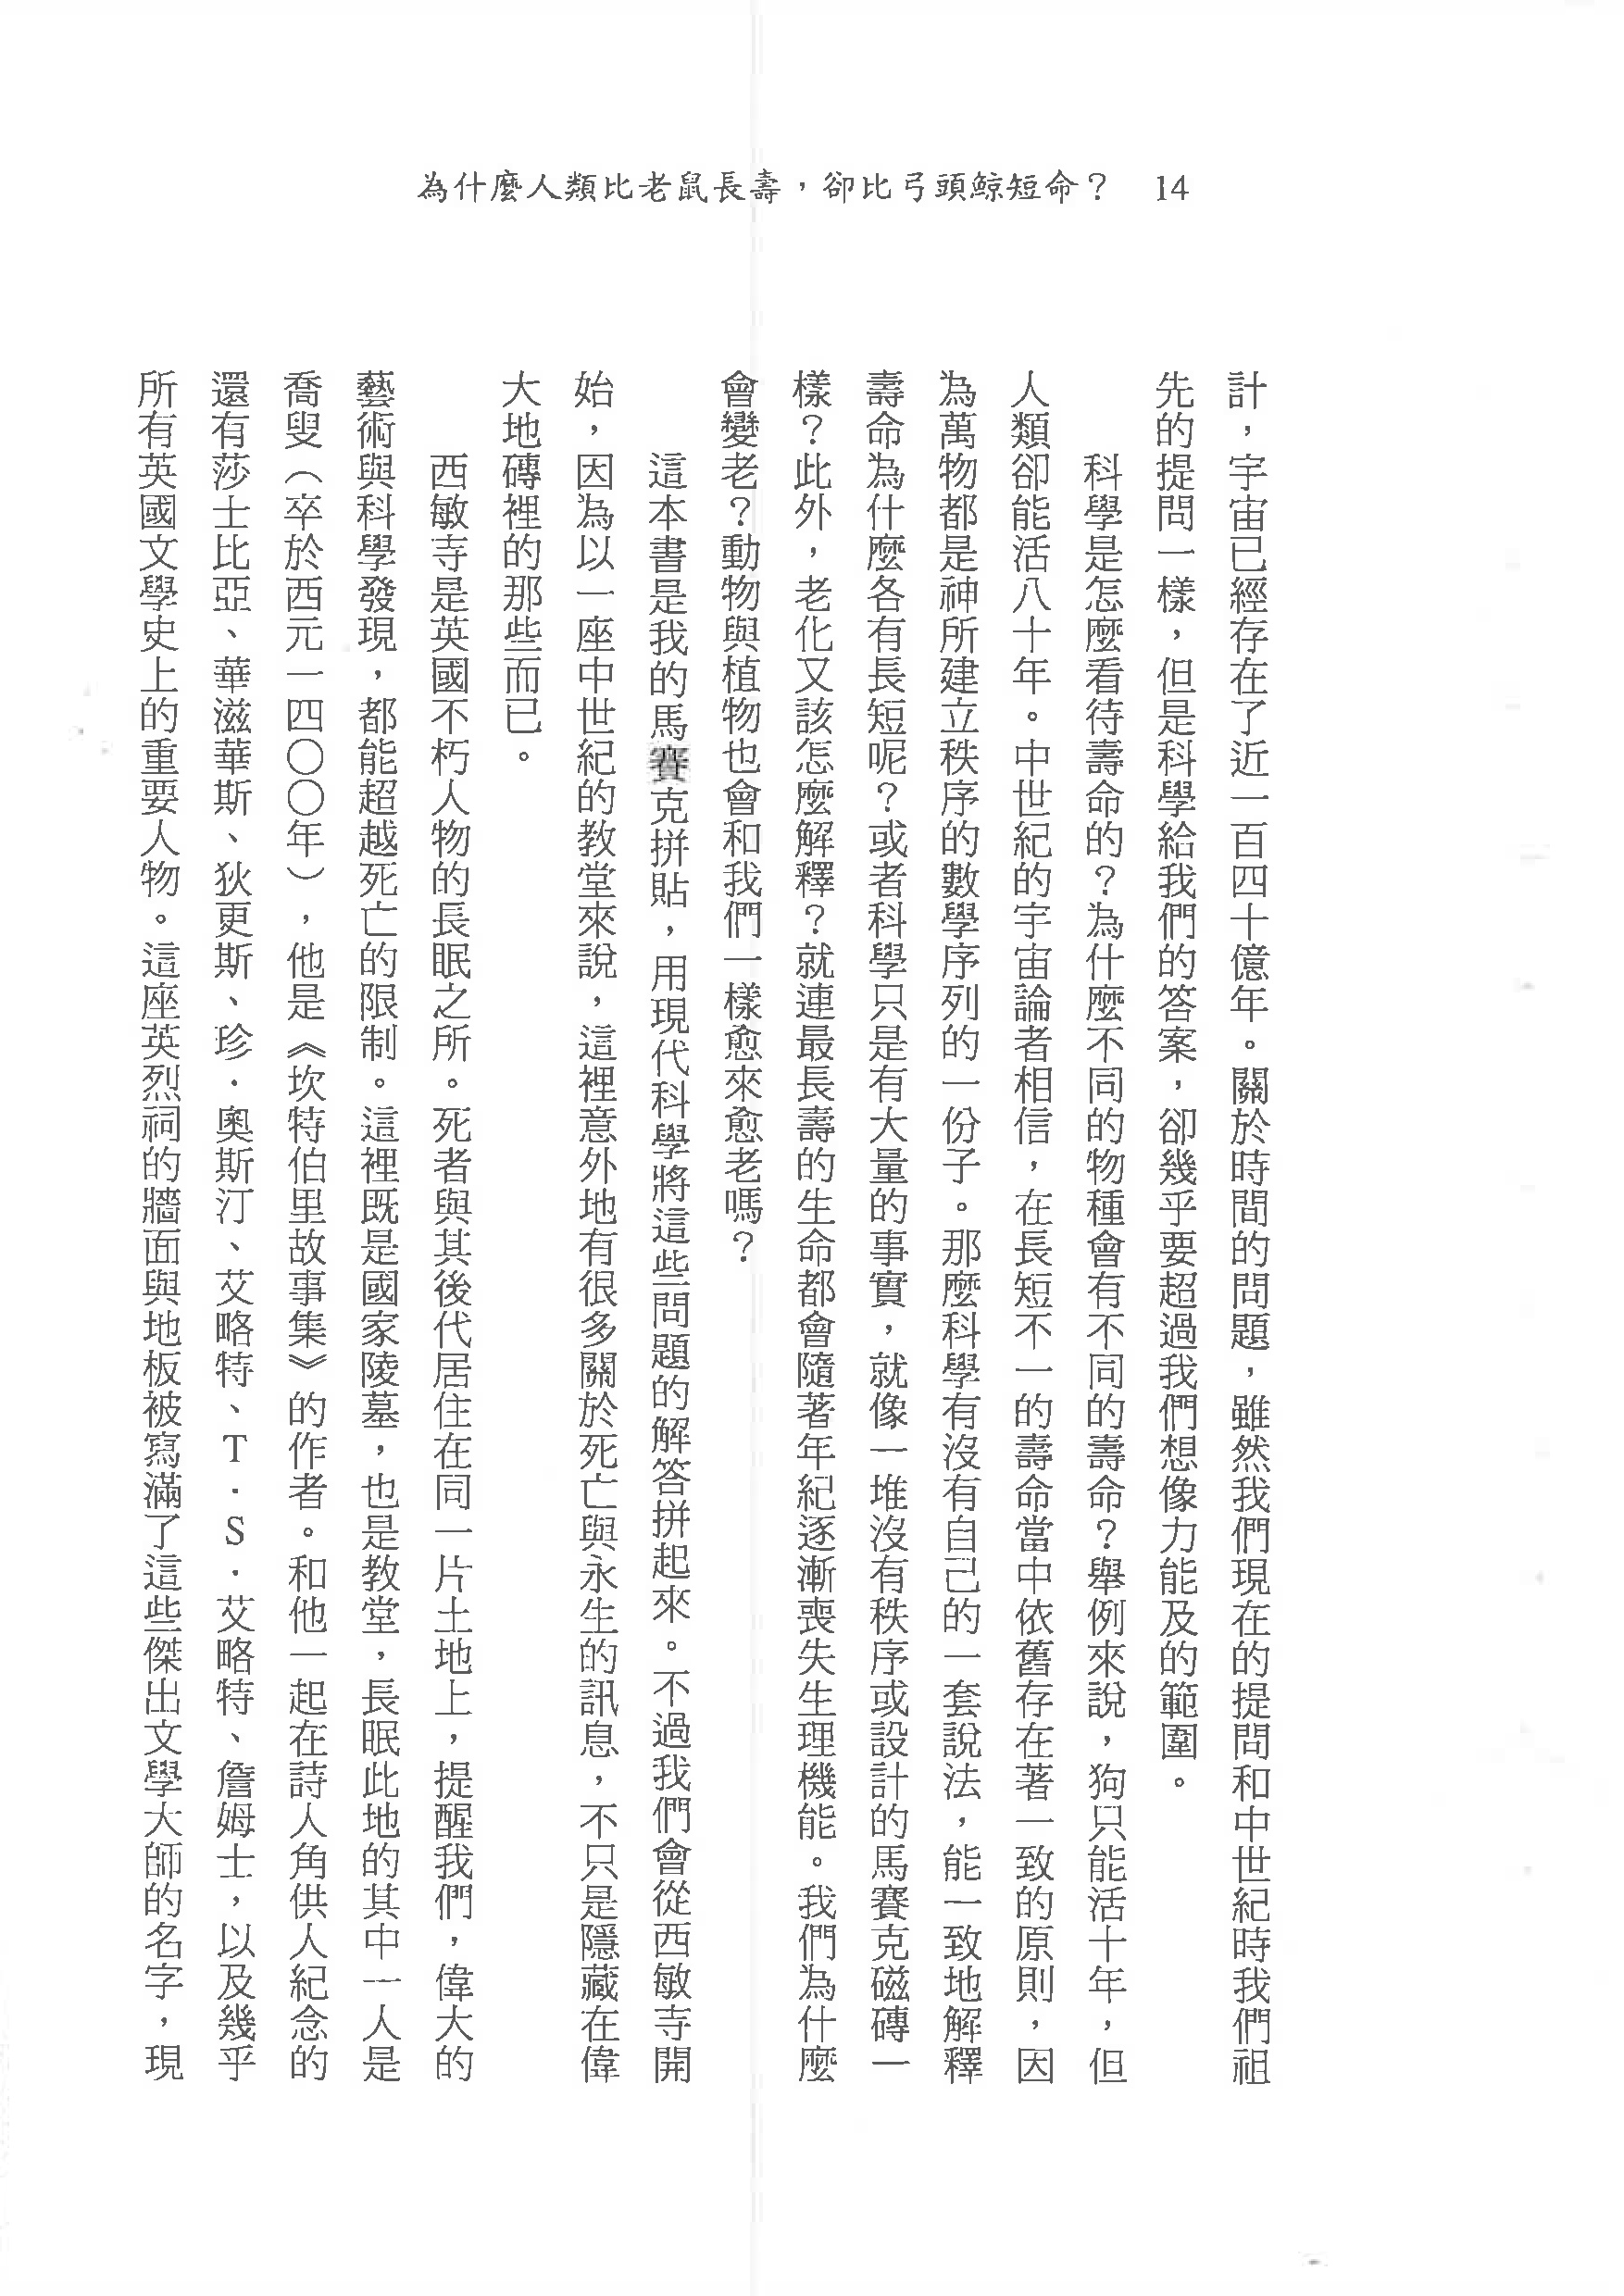 為什麼人類比老鼠長壽，卻比弓頭鯨短命？　14
計，宇宙已經存在了近一百四十億年。關於時間的問題，雖然我們現在的提問和中世紀時我們祖
先的提問一樣，但是科學給我們的答案，卻幾乎要超過我們想像力能及的範圍。
科學是怎麼看待壽命的？為什麼不同的物種會有不同的壽命？舉例來說，狗只能活十年，但
人類卻能活八十年。中世紀的宇宙論者相信，在長短不一的壽命當中依舊存在著一致的原則，因
為萬物都是神所建立秩序的數學序列的一份子。那麼科學有沒有自己的一套說法，能一致地解釋
壽命為什麼各有長短呢？或者科學只是有大量的事實，就像一堆沒有秩序或設計的馬賽克磁磚一
樣？此外，老化又該怎麼解釋？就連最長壽的生命都會隨著年紀逐漸喪失生理機能。我們為什麼
會變老？動物與植物也會和我們一樣愈來愈老嗎？
這本書是我的馬賽克拼貼，用現代科學將這些問題的解答拼起來。不過我們會從西敏寺開
始，因為以一座中世紀的教堂來說，這裡意外地有很多關於死亡與永生的訊息，不只是隱藏在偉
大地磚裡的那些而已。
西敏寺是英國不朽人物的長眠之所。死者與其後代居住在同一片土地上，提醒我們，偉大的
藝術與科學發現，都能超越死亡的限制。這裡既是國家陵墓，也是教堂，長眠此地的其中一人是
喬叟（卒於西元一四〇〇年），他是《坎特伯里故事集》的作者。和他一起在詩人角供人紀念的
還有莎士比亞、華滋華斯、狄更斯、珍．奧斯汀、艾略特、T．S．艾略特、詹姆士，以及幾乎
所有英國文學史上的重要人物。這座英烈祠的牆面與地板被寫滿了這些傑出文學大師的名字，現